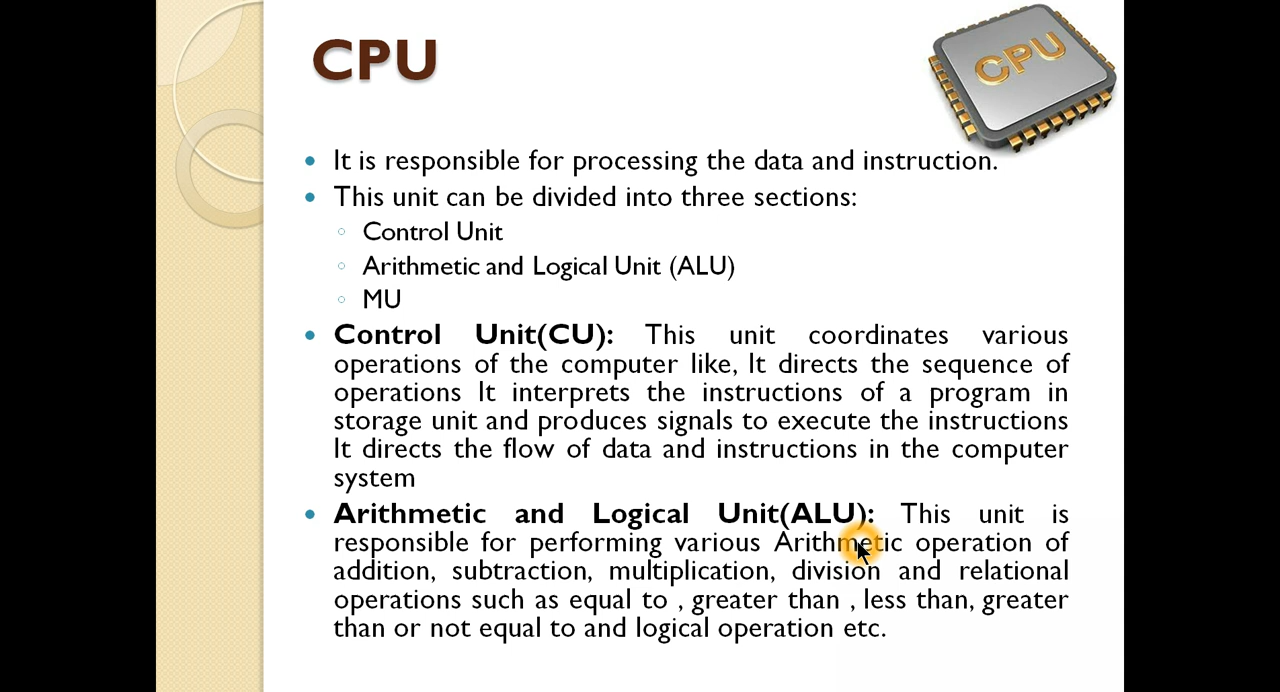 CPU
CPU
It is responsible for processing the data and instruction.
This unit can be divided into three sections:
Control Unit
Arithmetic and Logical Unit (ALU)
MU
Control Unit(CU): This unit coordinates various
operations of the computer like, It directs the sequence of
operations It interprets the instructions of a program in
storage unit and produces signals to execute the instructions
It directs the flow of data and instructions in the computer
system
Arithmetic and Logical Unit(ALU): This unit is
responsible for performing various Arithmetic operation of
addition, subtraction, multiplication, division and relational
operations such as equal to , greater than , less than, greater
than or not equal to and logical operation etc.